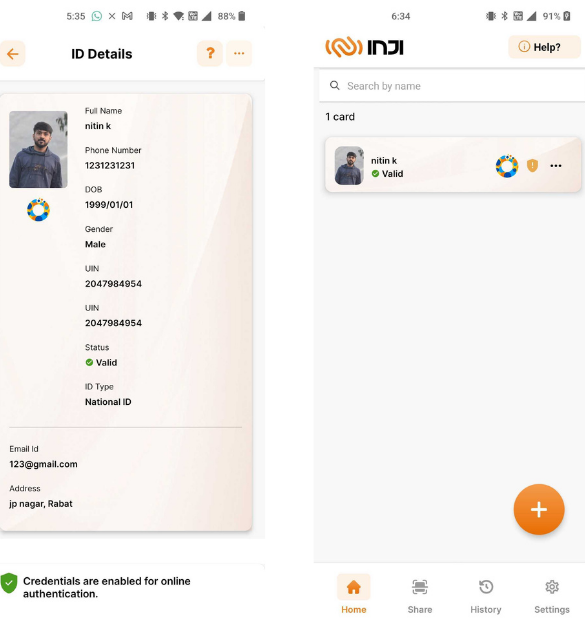 5:35
88%
ID Details
?
Full Name
nitin k
Phone Number
1231231231
DOB
1999/01/01
Gender
Male
UIN
2047984954
UIN
2047984954
Status
Valid
ID Type
National ID
Email Id
123@gmail.com
Address
jp nagar, Rabat
Credentials are enabled for online
authentication.
6:34
91%
INJI
Help?
Search by name
1 card
nitin k
Valid
Home
Share
History
Settings